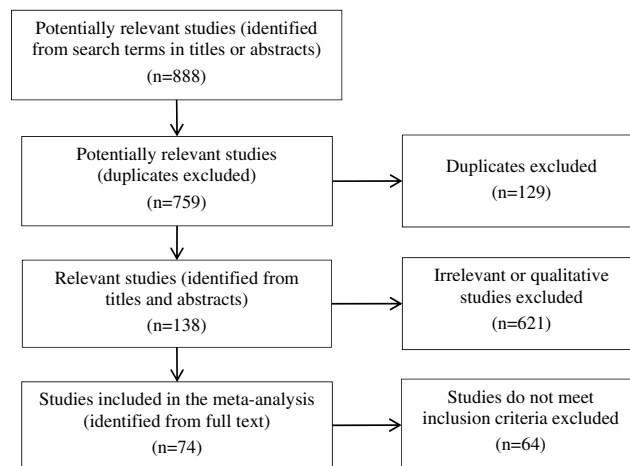 Potentially relevant studies (identified
from search terms in titles or abstracts)
(n=888)
Potentially relevant studies
(duplicates excluded)
(n=759)
Duplicates excluded
(n=129)
Relevant studies (identified from
titles and abstracts)
(n=138)
Irrelevant or qualitative
studies excluded
(n=621)
Studies included in the meta-analysis
(identified from full text)
(n=74)
Studies do not meet
inclusion criteria excluded
(n=64)